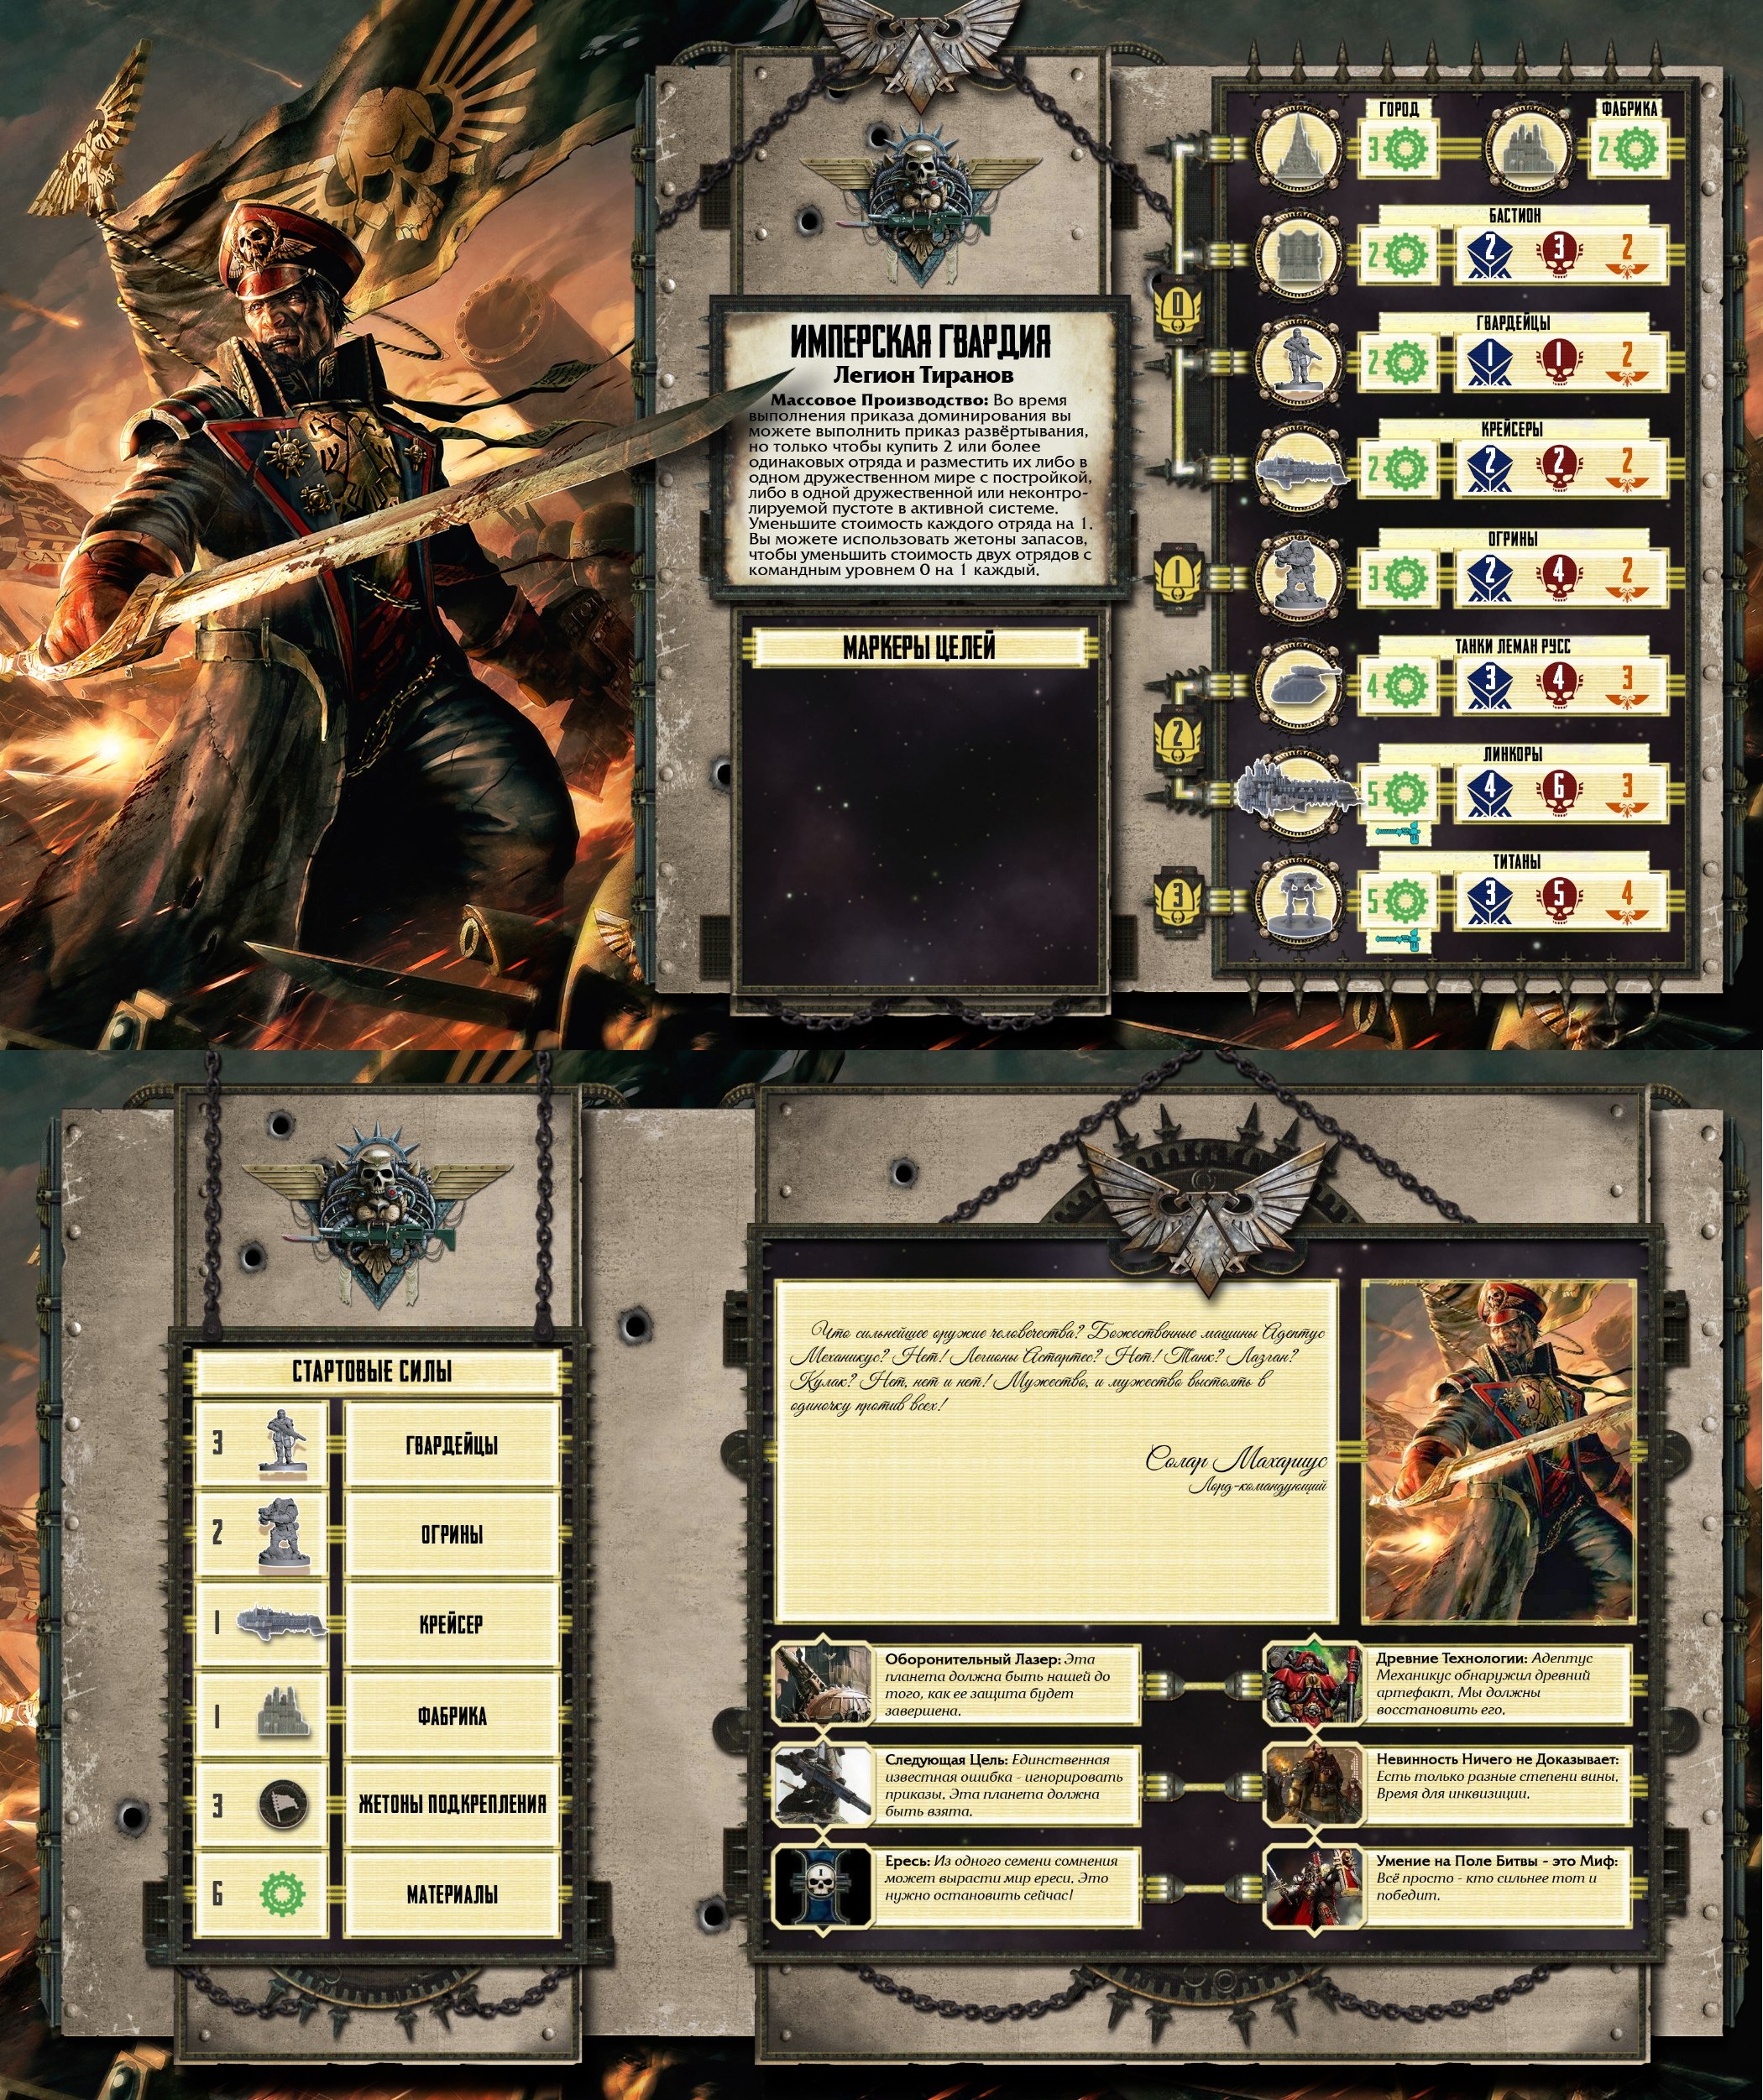 ИМПЕРСКАЯ ГВАРДИЯ
Легион Тиранов
Массовое Производство: Во время
выполнения приказа доминирования вы
можете выполнить приказ развёртывания,
но только чтобы купить 2 или более
одинаковых отряда и разместить их либо в
одном дружественном мире с постройкой,
либо в одной дружественной или неконтро-
лируемой пустоте в активной системе.
Уменьшите стоимость каждого отряда на 1.
Вы можете использовать жетоны запасов,
чтобы уменьшить стоимость двух отрядов с
командным уровнем 0 на 1 каждый.
МАРКЕРЫ ЦЕЛЕЙ
0
ГОРОД
3
ФАБРИКА
2
БАСТИОН
2 2 3 2
ГВАРДЕЙЦЫ
2 1 1 2
КРЕЙСЕРЫ
2 2 2 2
1
ОГРИНЫ
3 2 4 2
2
ТАНКИ ЛЕМАН РУСС
4 3 4 3
ЛИНКОРЫ
5 4 6 3
3
ТИТАНЫ
5 3 5 4
СТАРТОВЫЕ СИЛЫ
3 ГВАРДЕЙЦЫ
2 ОГРИНЫ
1 КРЕЙСЕР
1 ФАБРИКА
3 ЖЕТОНЫ ПОДКРЕПЛЕНИЯ
6 МАТЕРИАЛЫ
Что сильнейшее оружие человечества? Божественные машины Адептус
Механикус? Нет! Легионы Астартес? Нет! Танк? Лазган?
Кулак? Нет, нет и нет! Мужество, и мужество выстоять в
одиночку против всех!
Солар Махариус
Лорд-командующий
Оборонительный Лазер: Эта
планета должна быть нашей до
того, как ее защита будет
завершена.
Древние Технологии: Адептус
Механикус обнаружил древний
артефакт. Мы должны
восстановить его.
Следующая Цель: Единственная
известная ошибка - игнорировать
приказы. Эта планета должна
быть взята.
Невинность Ничего не Доказывает:
Есть только разные степени вины.
Время для инквизиции.
Ересь: Из одного семени сомнения
может вырасти мир ереси. Это
нужно остановить сейчас!
Умение на Поле Битвы - это Миф:
Всё просто - кто сильнее тот и
победит.